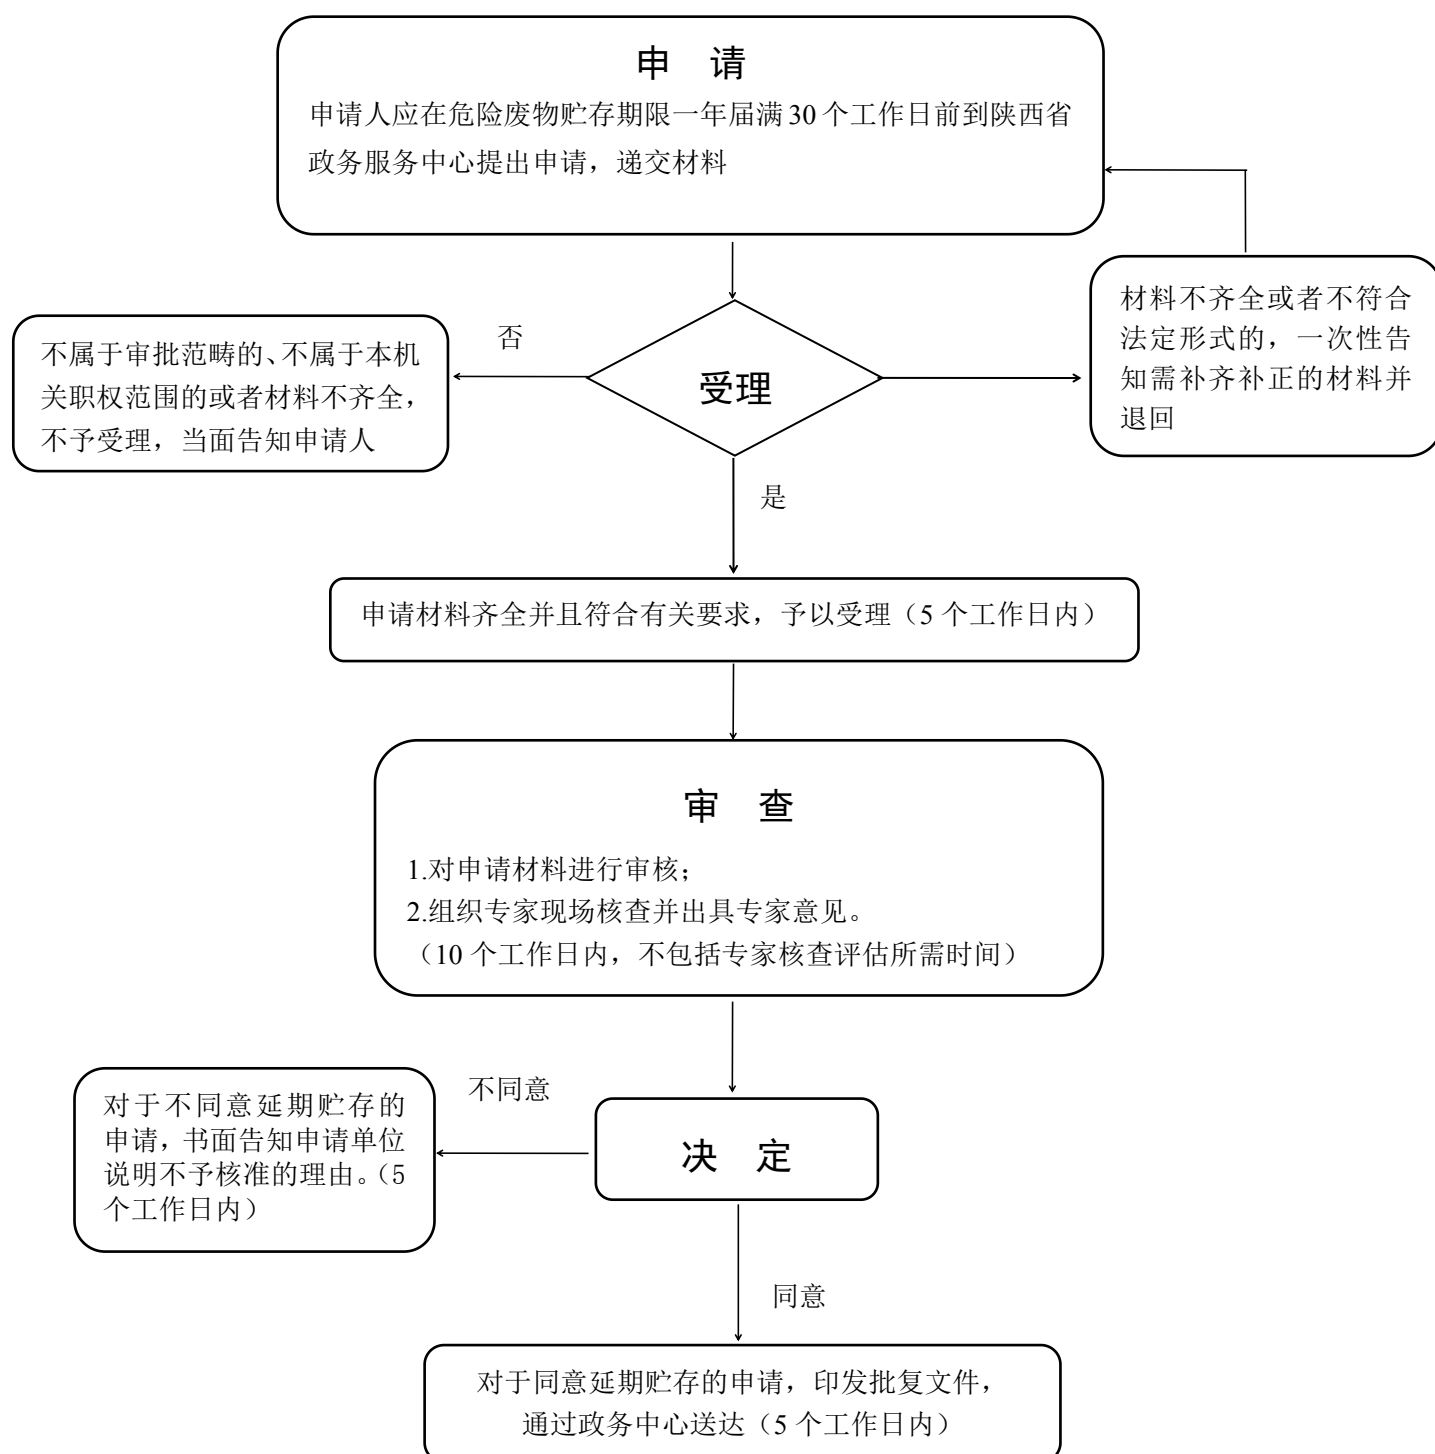 申 请
申请人应在危险废物贮存期限一年届满 30 个工作日前到陕西省
政务服务中心提出申请，递交材料
材料不齐全或者不符合
法定形式的，一次性告
知需补齐补正的材料并
退回
否
不属于审批范畴的、不属于本机
关职权范围的或者材料不齐全，
不予受理，当面告知申请人
受理
是
申请材料齐全并且符合有关要求，予以受理（5 个工作日内）
审 查
1.对申请材料进行审核；
2.组织专家现场核查并出具专家意见。
（10 个工作日内，不包括专家核查评估所需时间）
不同意
对于不同意延期贮存的
申请，书面告知申请单位
说明不予核准的理由。（5
个工作日内）
决 定
同意
对于同意延期贮存的申请，印发批复文件，
通过政务中心送达（5 个工作日内）